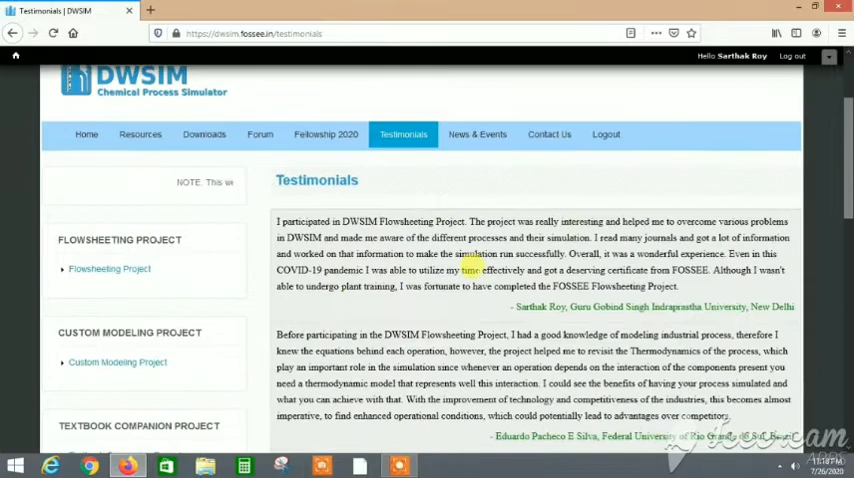 Testimonials | DWSIM
https://dwsim.fossee.in/testimonials
Hello Sarthak Roy Log out
DWSIM
Chemical Process Simulator
Home Resources Downloads Forum Fellowship 2020 Testimonials News & Events Contact Us Logout
NOTE. This we
FLOWSHEETING PROJECT
Flowsheeting Project
CUSTOM MODELING PROJECT
Custom Modeling Project
TEXTBOOK COMPANION PROJECT
Testimonials
I participated in DWSIM Flowsheeting Project. The project was really interesting and helped me to overcome various problems
in DWSIM and made me aware of the different processes and their simulation. I read many journals and got a lot of information
and worked on that information to make the simulation run successfully. Overall, it was a wonderful experience. Even in this
COVID-19 pandemic I was able to utilize my time effectively and got a deserving certificate from FOSSEE. Although I wasn't
able to undergo plant training, I was fortunate to have completed the FOSSEE Flowsheeting Project.
- Sarthak Roy, Guru Gobind Singh Indraprastha University, New Delhi
Before participating in the DWSIM Flowsheeting Project, I had a good knowledge of modeling industrial process, therefore I
knew the equations behind each operation, however, the project helped me to revisit the Thermodynamics of the process, which
play an important role in the simulation since whenever an operation depends on the interaction of the components present you
need a thermodynamic model that represents well this interaction. I could see the benefits of having your process simulated and
what you can achieve with that. With the improvement of technology and competitiveness of the industries, this becomes almost
imperative, to find enhanced operational conditions, which could potentially lead to advantages over competitors.
- Eduardo Pacheco E Silva, Federal University of Rio Grande do Sul, Brazil
icecream
APPS
11:18 PM
7/26/2020